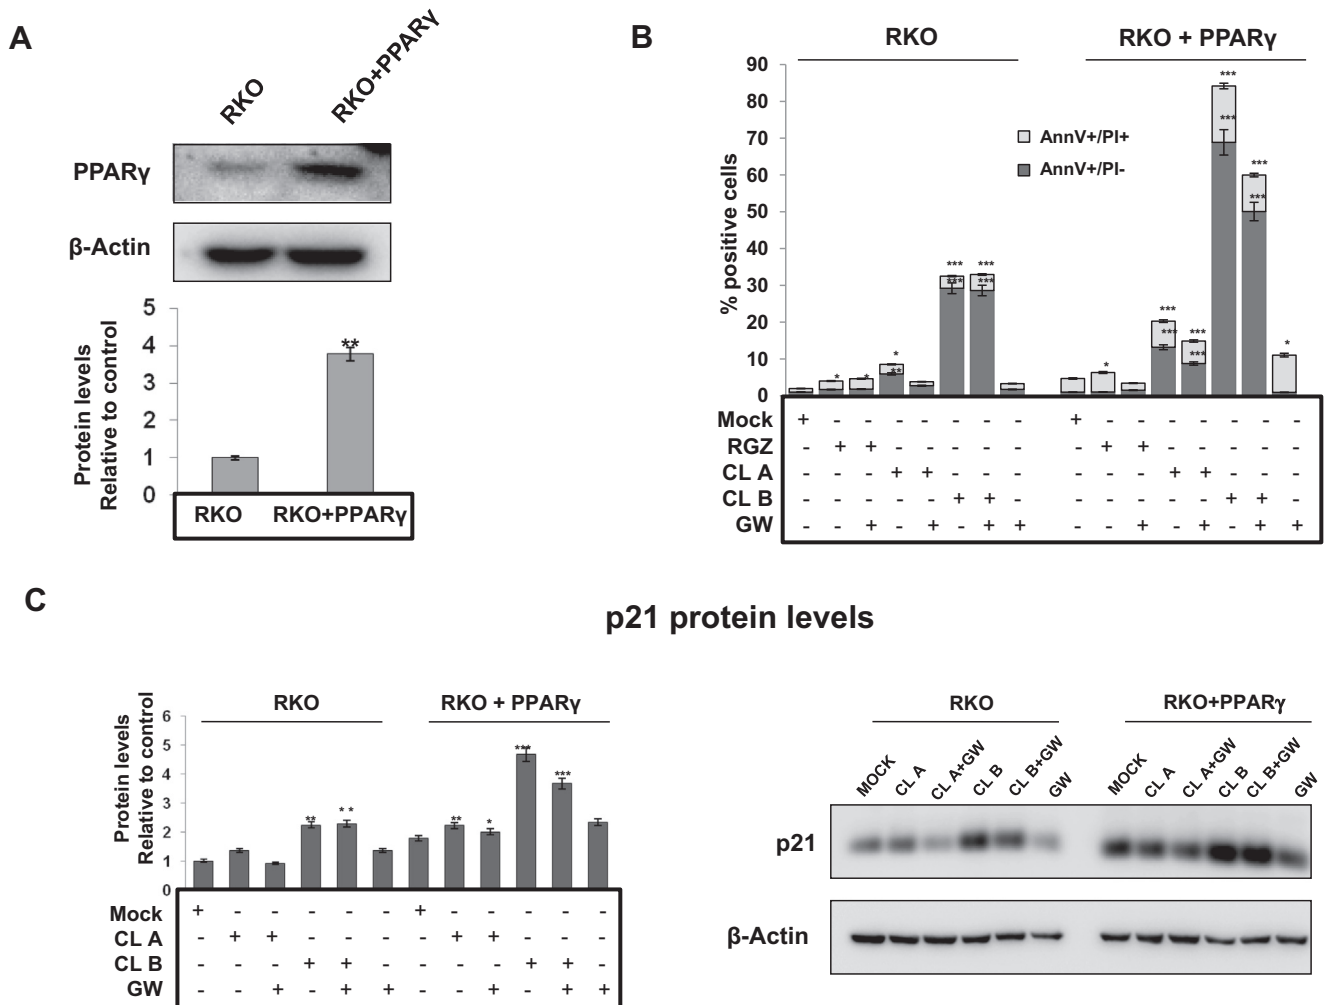 A
RKO
RKO+PPARγ
PPARγ
β-Actin
Protein levels
Relative to control
5
4
3
2
1
0
**
RKO RKO+PPARγ
B
RKO RKO + PPARγ
% positive cells
90
80
70
60
50
40
30
20
10
0
AnnV+/PI+
AnnV+/PI-
* * * ** *** *** *** ***
* *** *** *** *** *** *** *** *** *
Mock + - - - - - - - + - - - - - - -
RGZ - + + - - - - - - + + - - - - -
CL A - - - + + - - - - - - + + - - -
CL B - - - - - + + - - - - - - + + -
GW - - + - + - + + - - + - + - + +
C
p21 protein levels
RKO RKO + PPARγ
Protein levels
Relative to control
6
5
4
3
2
1
0
** ** ** * *** ***
Mock + - - - - - + - - - - -
CL A - + + - - - - + + - - -
CL B - - - + + - - - - + + -
GW - - + - + + - - + - + +
RKO RKO+PPARγ
MOCK CL A CL A+GW CL B CL B+GW GW MOCK CL A CL A+GW CL B CL B+GW GW
p21
β-Actin